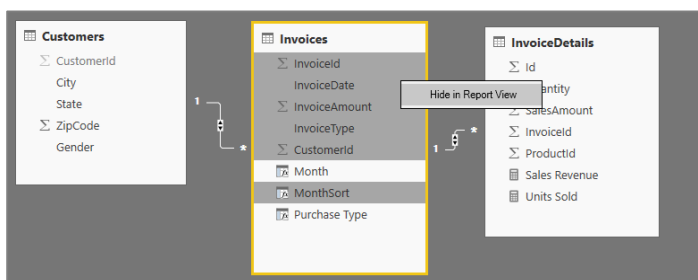 Customers
CustomerId
City
State
ZipCode
Gender
1
*
Invoices
InvoiceId
InvoiceDate
InvoiceAmount
InvoiceType
CustomerId
Month
MonthSort
Purchase Type
Hide in Report View
1
*
InvoiceDetails
Id
antity
SalesAmount
InvoiceId
ProductId
Sales Revenue
Units Sold